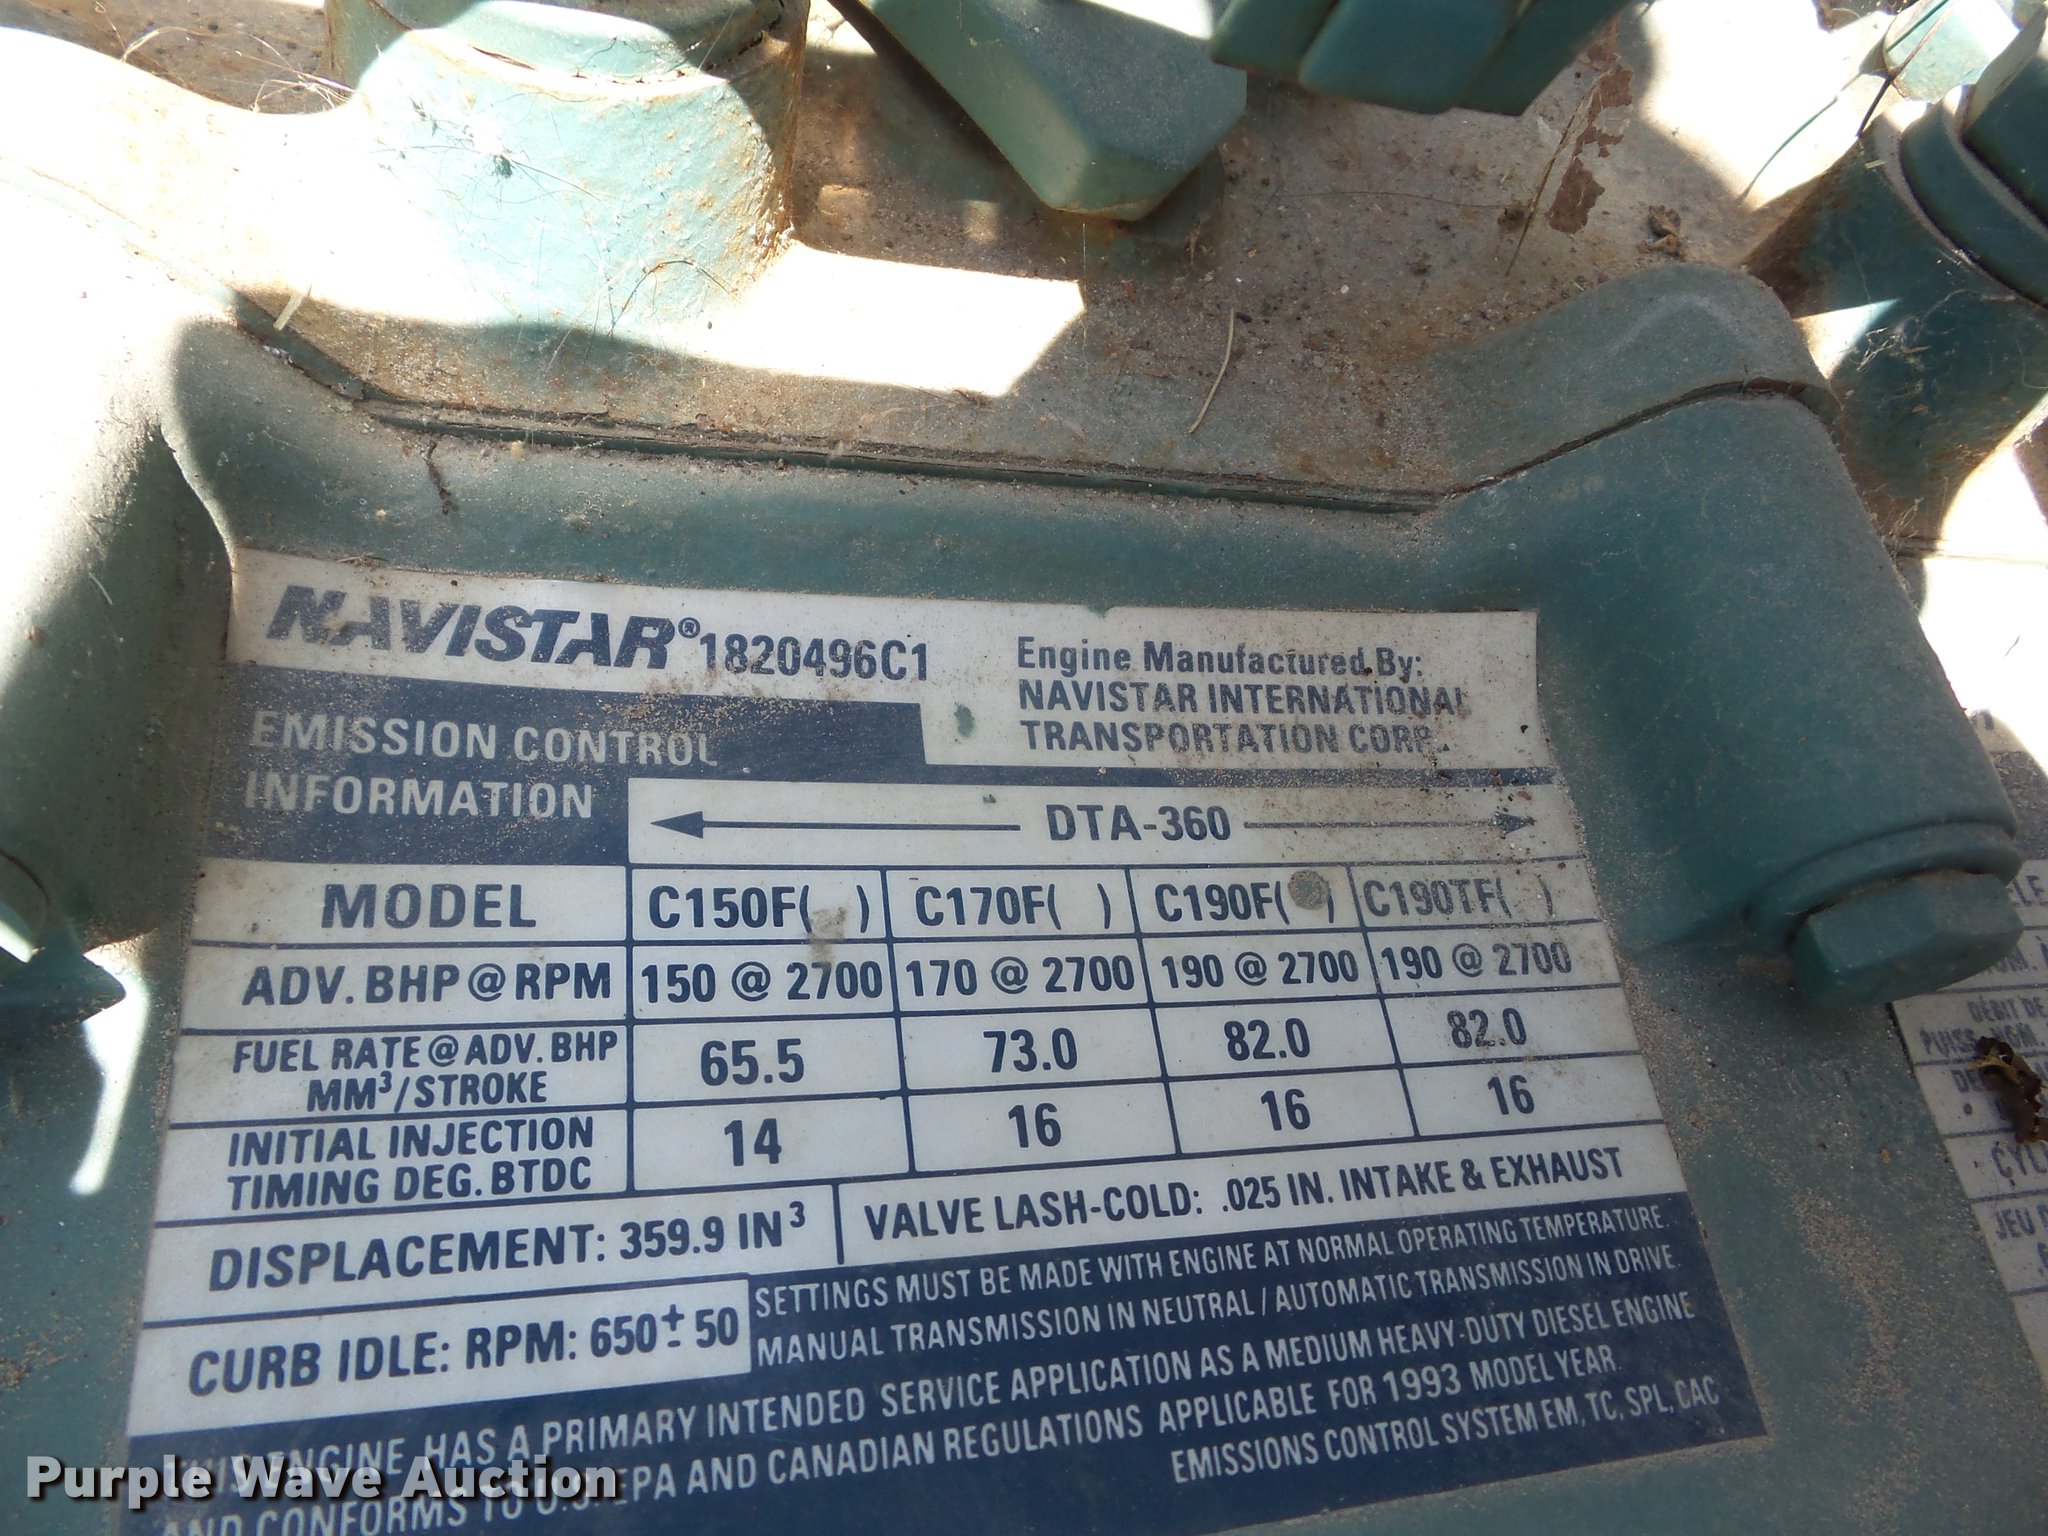 NAVISTAR® 1820496C1
Engine Manufactured By:
NAVISTAR INTERNATIONAL
TRANSPORTATION CORP.
EMISSION CONTROL
INFORMATION
DTA-360
MODEL C150F( ) C170F( ) C190F( ) C190TF( )
ADV. BHP @ RPM 150 @ 2700 170 @ 2700 190 @ 2700 190 @ 2700
FUEL RATE @ ADV. BHP
MM³/STROKE 65.5 73.0 82.0 82.0
INITIAL INJECTION
TIMING DEG. BTDC 14 16 16 16
DISPLACEMENT: 359.9 IN³ VALVE LASH-COLD: .025 IN. INTAKE & EXHAUST
CURB IDLE: RPM: 650 ± 50
SETTINGS MUST BE MADE WITH ENGINE AT NORMAL OPERATING TEMPERATURE.
MANUAL TRANSMISSION IN NEUTRAL / AUTOMATIC TRANSMISSION IN DRIVE.
THIS ENGINE HAS A PRIMARY INTENDED SERVICE APPLICATION AS A MEDIUM HEAVY-DUTY DIESEL ENGINE
AND CONFORMS TO U.S. EPA AND CANADIAN REGULATIONS APPLICABLE FOR 1993 MODEL YEAR.
EMISSIONS CONTROL SYSTEM EM, TC, SPL, CAC
DÉBIT DE
PUISS. NOM.
JEU
Purple Wave Auction